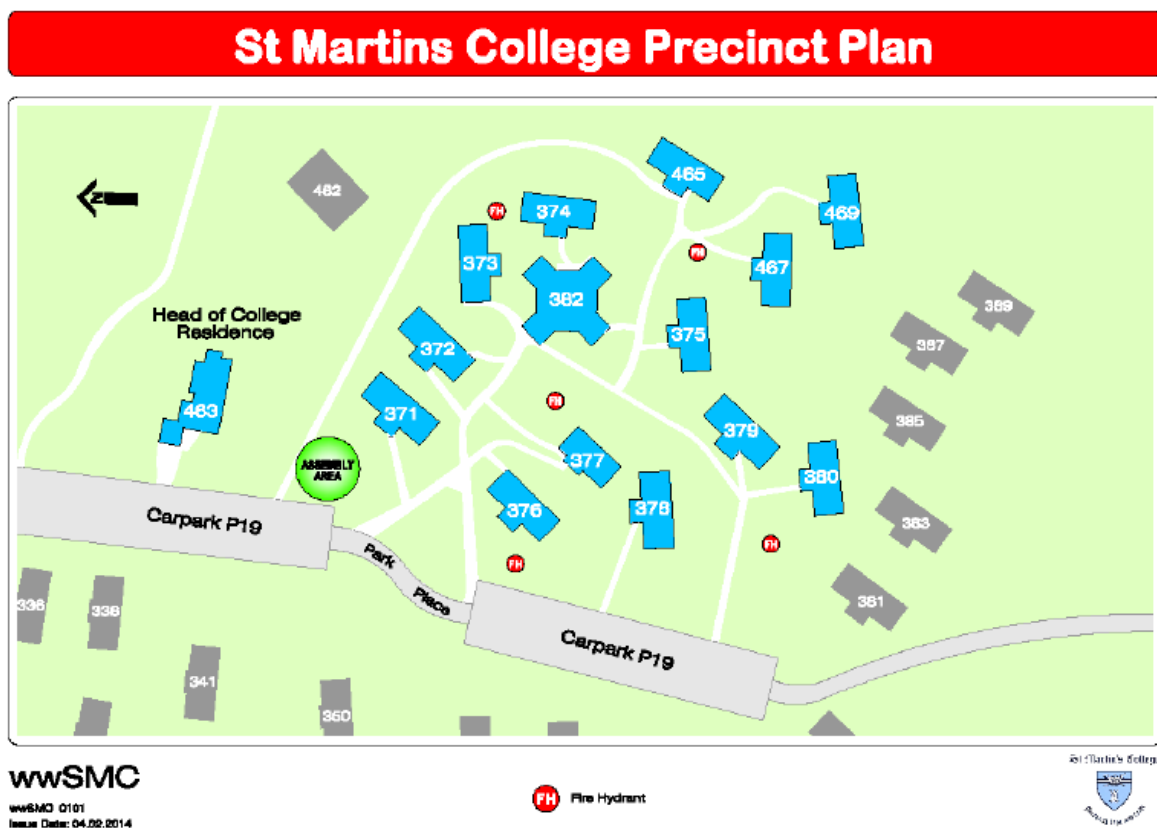 St Martins College Precinct Plan
N
462
465
374
469
FH
373
FH
467
382
389
Head of College
Residence
375
372
387
463
371
FH
385
379
377
ASSEMBLY
AREA
380
376
378
383
Carpark P19
FH
FH
Park
Place
336
338
381
Carpark P19
341
350
wwSMC
wwSMC 0101
Issue Date: 04.02.2014
FH Fire Hydrant
St Martin's College